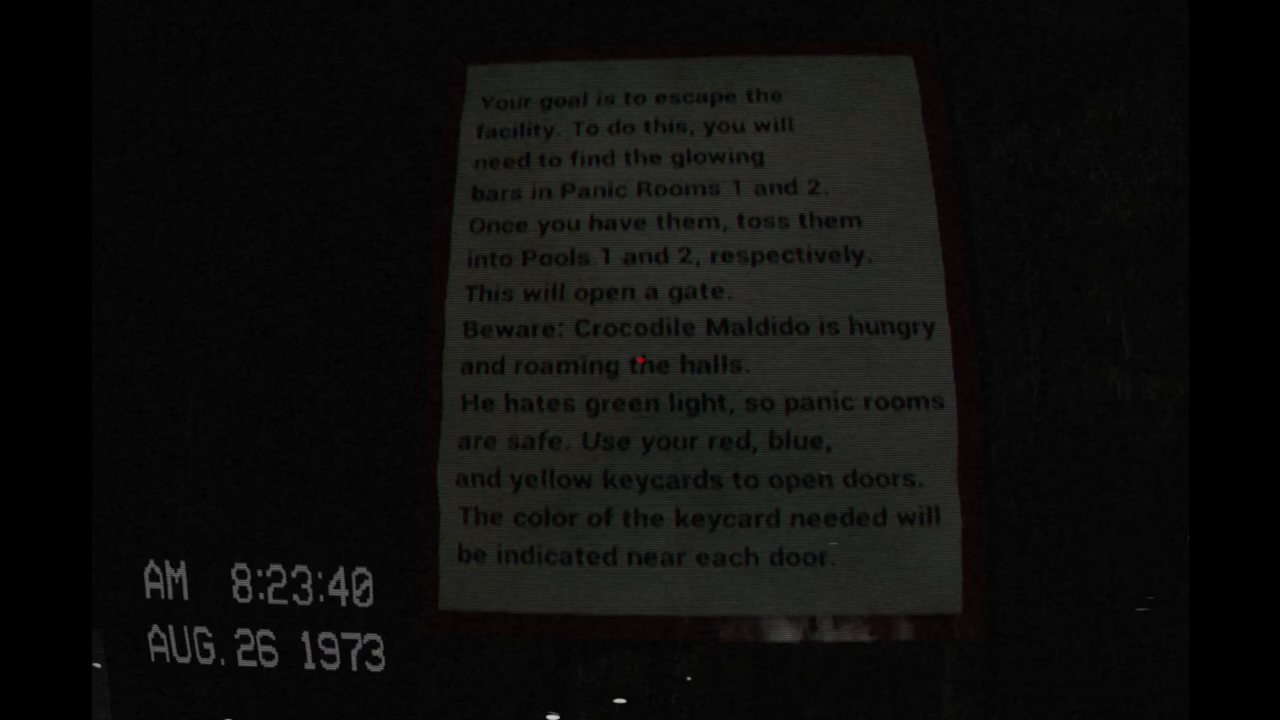 Your goal is to escape the
facility. To do this, you will
need to find the glowing
bars in Panic Rooms 1 and 2.
Once you have them, toss them
into Pools 1 and 2, respectively.
This will open a gate.
Beware: Crocodile Maldido is hungry
and roaming the halls.
He hates green light, so panic rooms
are safe. Use your red, blue,
and yellow keycards to open doors.
The color of the keycard needed will
be indicated near each door.
AM 8:23:40
AUG. 26 1973